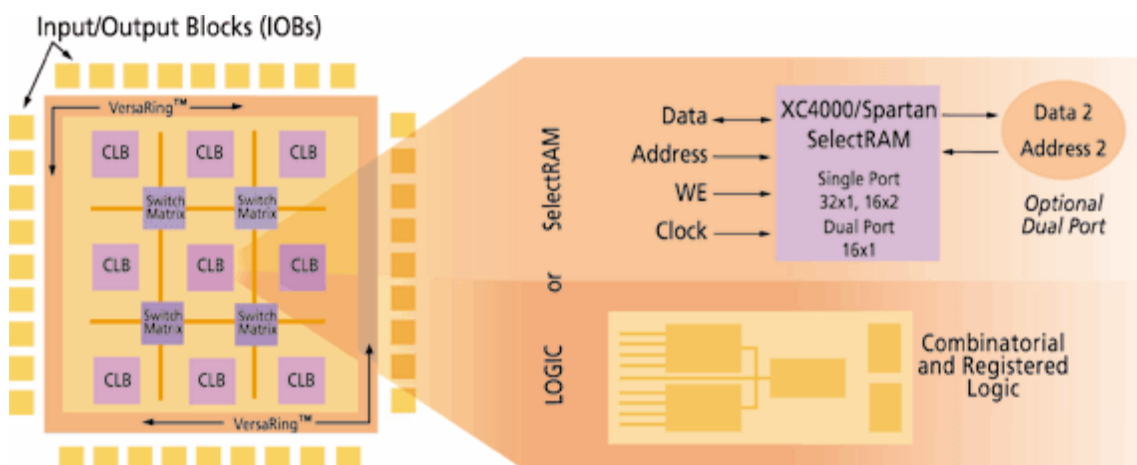 Input/Output Blocks (IOBs)
VersaRing™
CLB
CLB
CLB
Switch
Matrix
Switch
Matrix
CLB
CLB
CLB
Switch
Matrix
Switch
Matrix
CLB
CLB
CLB
VersaRing™
SelectRAM
or
LOGIC
Data
Address
WE
Clock
XC4000/Spartan
SelectRAM
Single Port
32x1, 16x2
Dual Port
16x1
Data 2
Address 2
Optional
Dual Port
Combinatorial
and Registered
Logic